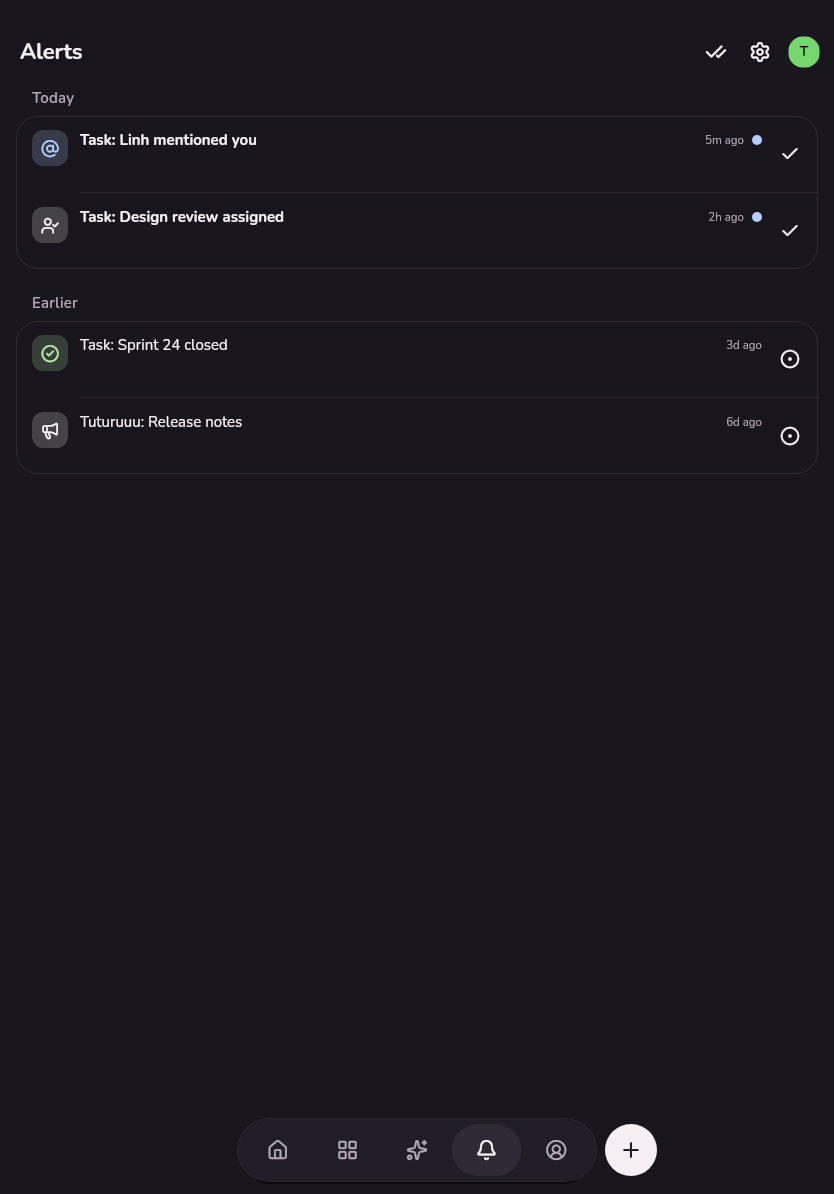 Alerts
T
Today
Task: Linh mentioned you
5m ago
Task: Design review assigned
2h ago
Earlier
Task: Sprint 24 closed
3d ago
Tuturuuu: Release notes
6d ago